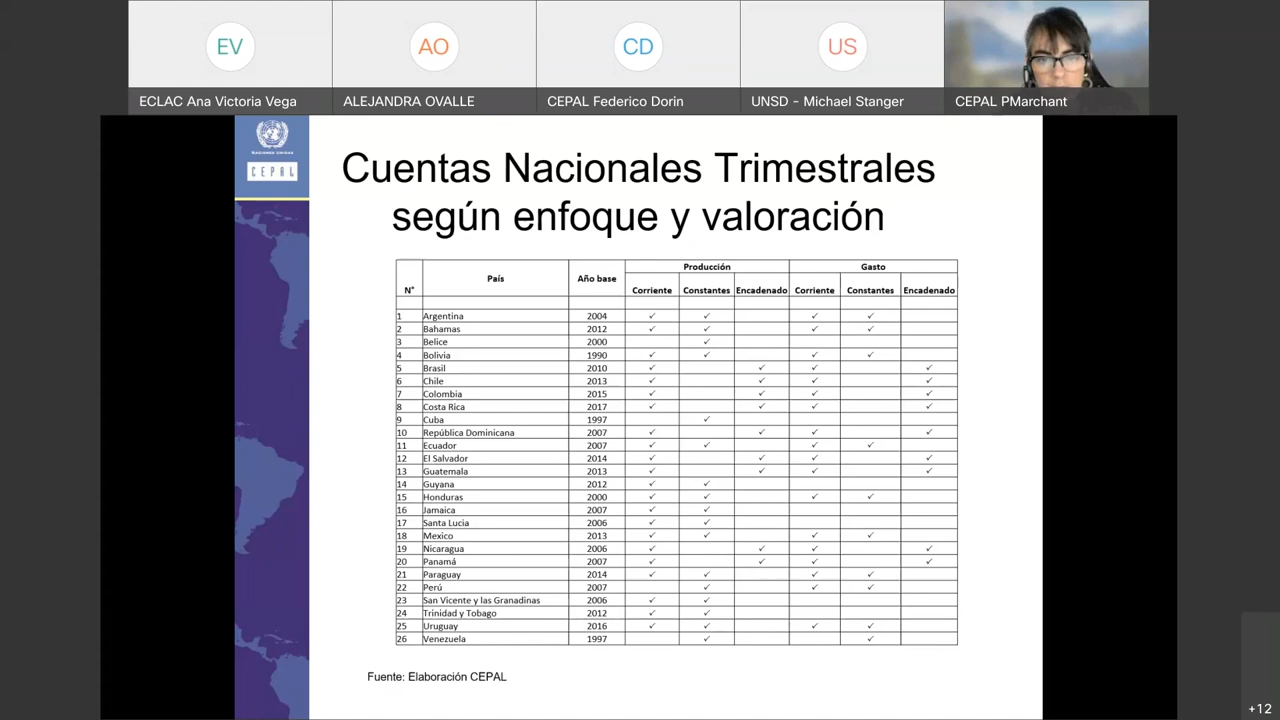 EV
AO
CD
US
ECLAC Ana Victoria Vega
ALEJANDRA OVALLE
CEPAL Federico Dorin
UNSD - Michael Stanger
CEPAL PMarchant
NACIONES UNIDAS
CEPAL
Cuentas Nacionales Trimestrales
según enfoque y valoración
N° País Año base Producción Gasto
Corriente Constantes Encadenado Corriente Constantes Encadenado
1 Argentina 2004 ✓ ✓ ✓ ✓
2 Bahamas 2012 ✓ ✓ ✓ ✓
3 Belice 2000 ✓
4 Bolivia 1990 ✓ ✓ ✓ ✓
5 Brasil 2010 ✓ ✓ ✓ ✓
6 Chile 2013 ✓ ✓ ✓ ✓
7 Colombia 2015 ✓ ✓ ✓ ✓
8 Costa Rica 2017 ✓ ✓ ✓ ✓
9 Cuba 1997 ✓
10 República Dominicana 2007 ✓ ✓ ✓ ✓
11 Ecuador 2007 ✓ ✓ ✓ ✓
12 El Salvador 2014 ✓ ✓ ✓ ✓
13 Guatemala 2013 ✓ ✓ ✓ ✓
14 Guyana 2012 ✓ ✓
15 Honduras 2000 ✓ ✓ ✓ ✓
16 Jamaica 2007 ✓ ✓
17 Santa Lucia 2006 ✓ ✓
18 Mexico 2013 ✓ ✓ ✓ ✓
19 Nicaragua 2006 ✓ ✓ ✓ ✓
20 Panamá 2007 ✓ ✓ ✓ ✓
21 Paraguay 2014 ✓ ✓ ✓ ✓
22 Perú 2007 ✓ ✓ ✓
23 San Vicente y las Granadinas 2006 ✓ ✓
24 Trinidad y Tobago 2012 ✓ ✓
25 Uruguay 2016 ✓ ✓ ✓ ✓
26 Venezuela 1997 ✓ ✓
Fuente: Elaboración CEPAL
+12